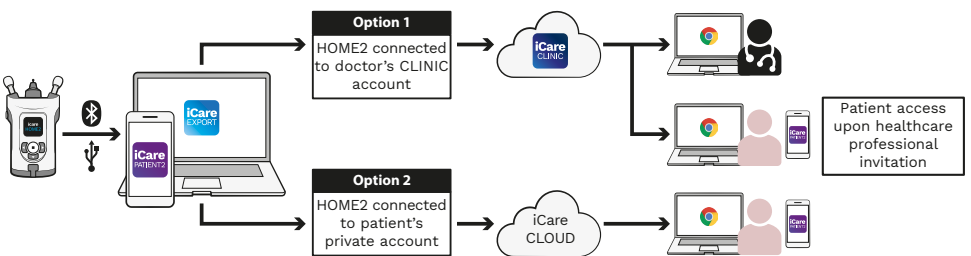 iCare
HOME2
iCare
EXPORT
iCare
PATIENT2
Option 1
HOME2 connected
to doctor's CLINIC
account
iCare
CLINIC
iCare
PATIENT2
Patient access
upon healthcare
professional
invitation
Option 2
HOME2 connected
to patient's
private account
iCare
CLOUD
iCare
PATIENT2